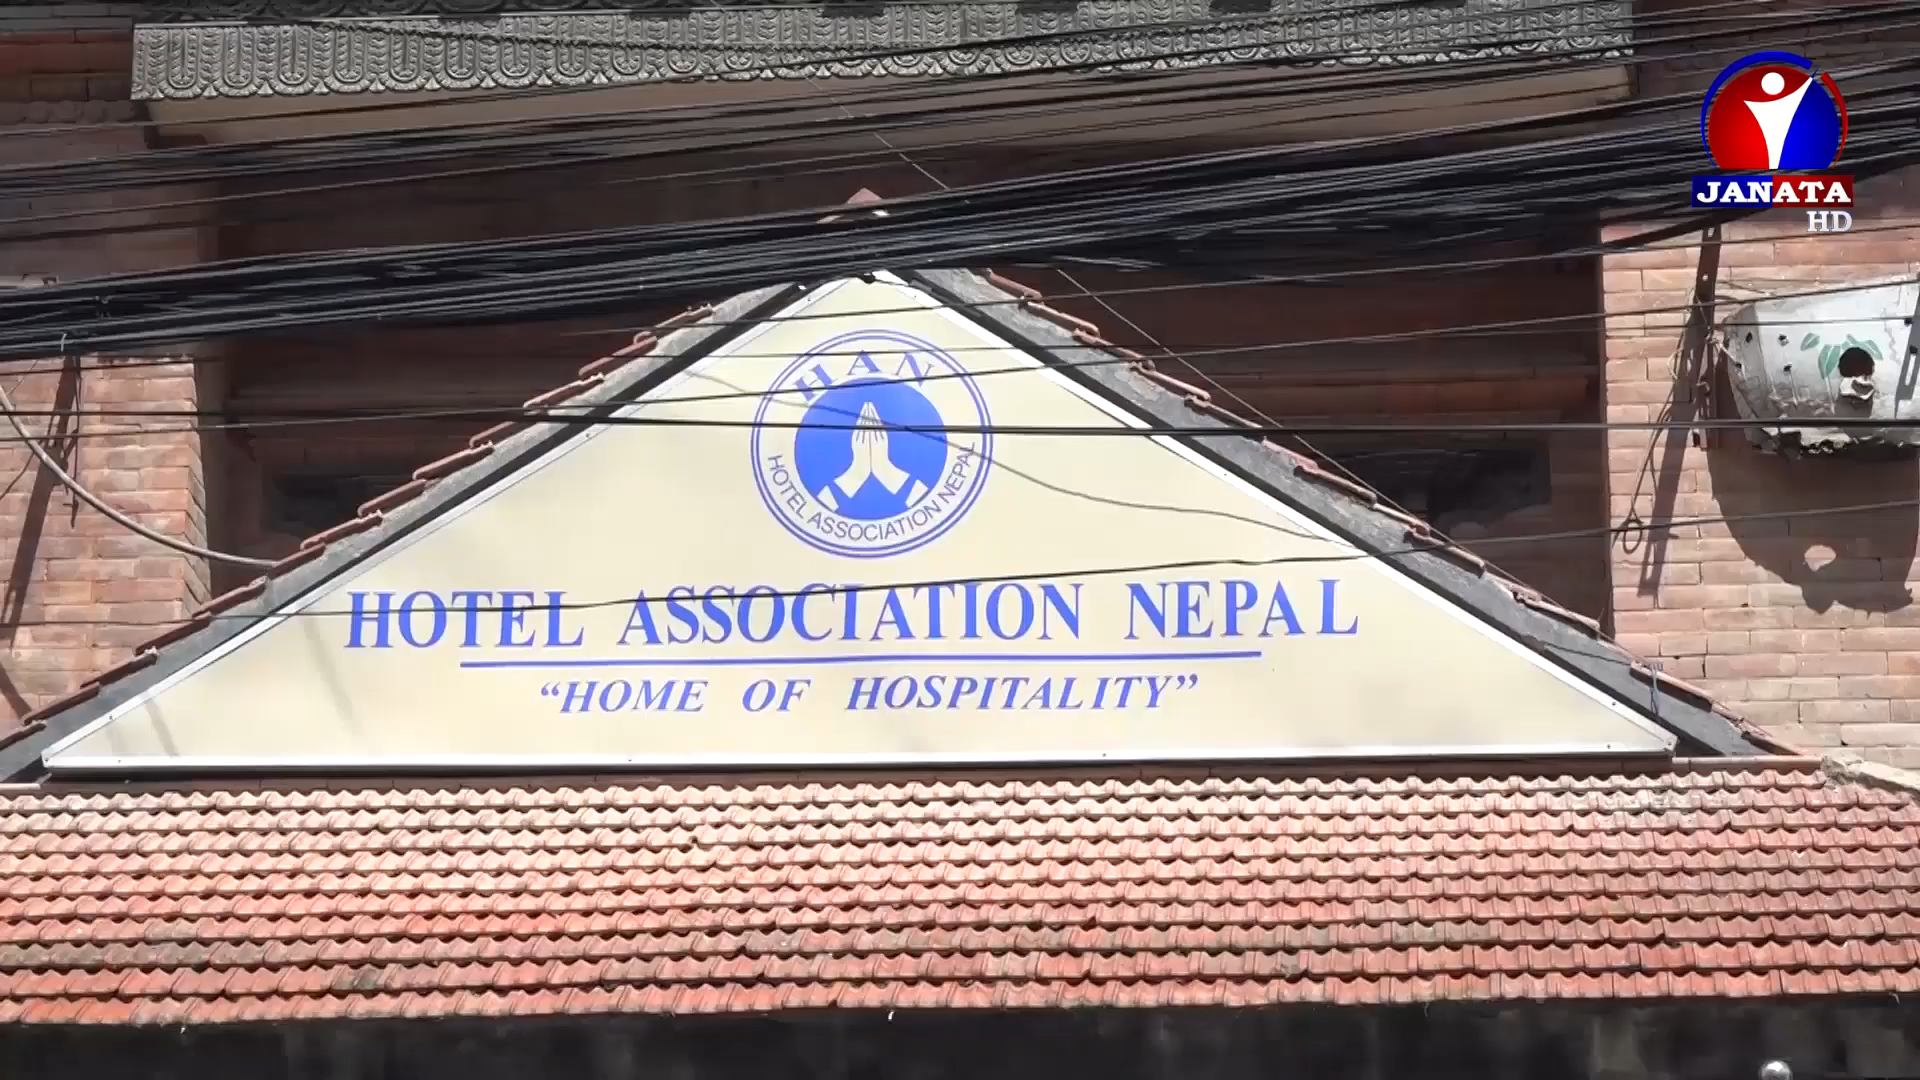 JANATA
HD
HAN
HOTEL ASSOCIATION NEPAL
HOTEL ASSOCIATION NEPAL
“HOME OF HOSPITALITY”